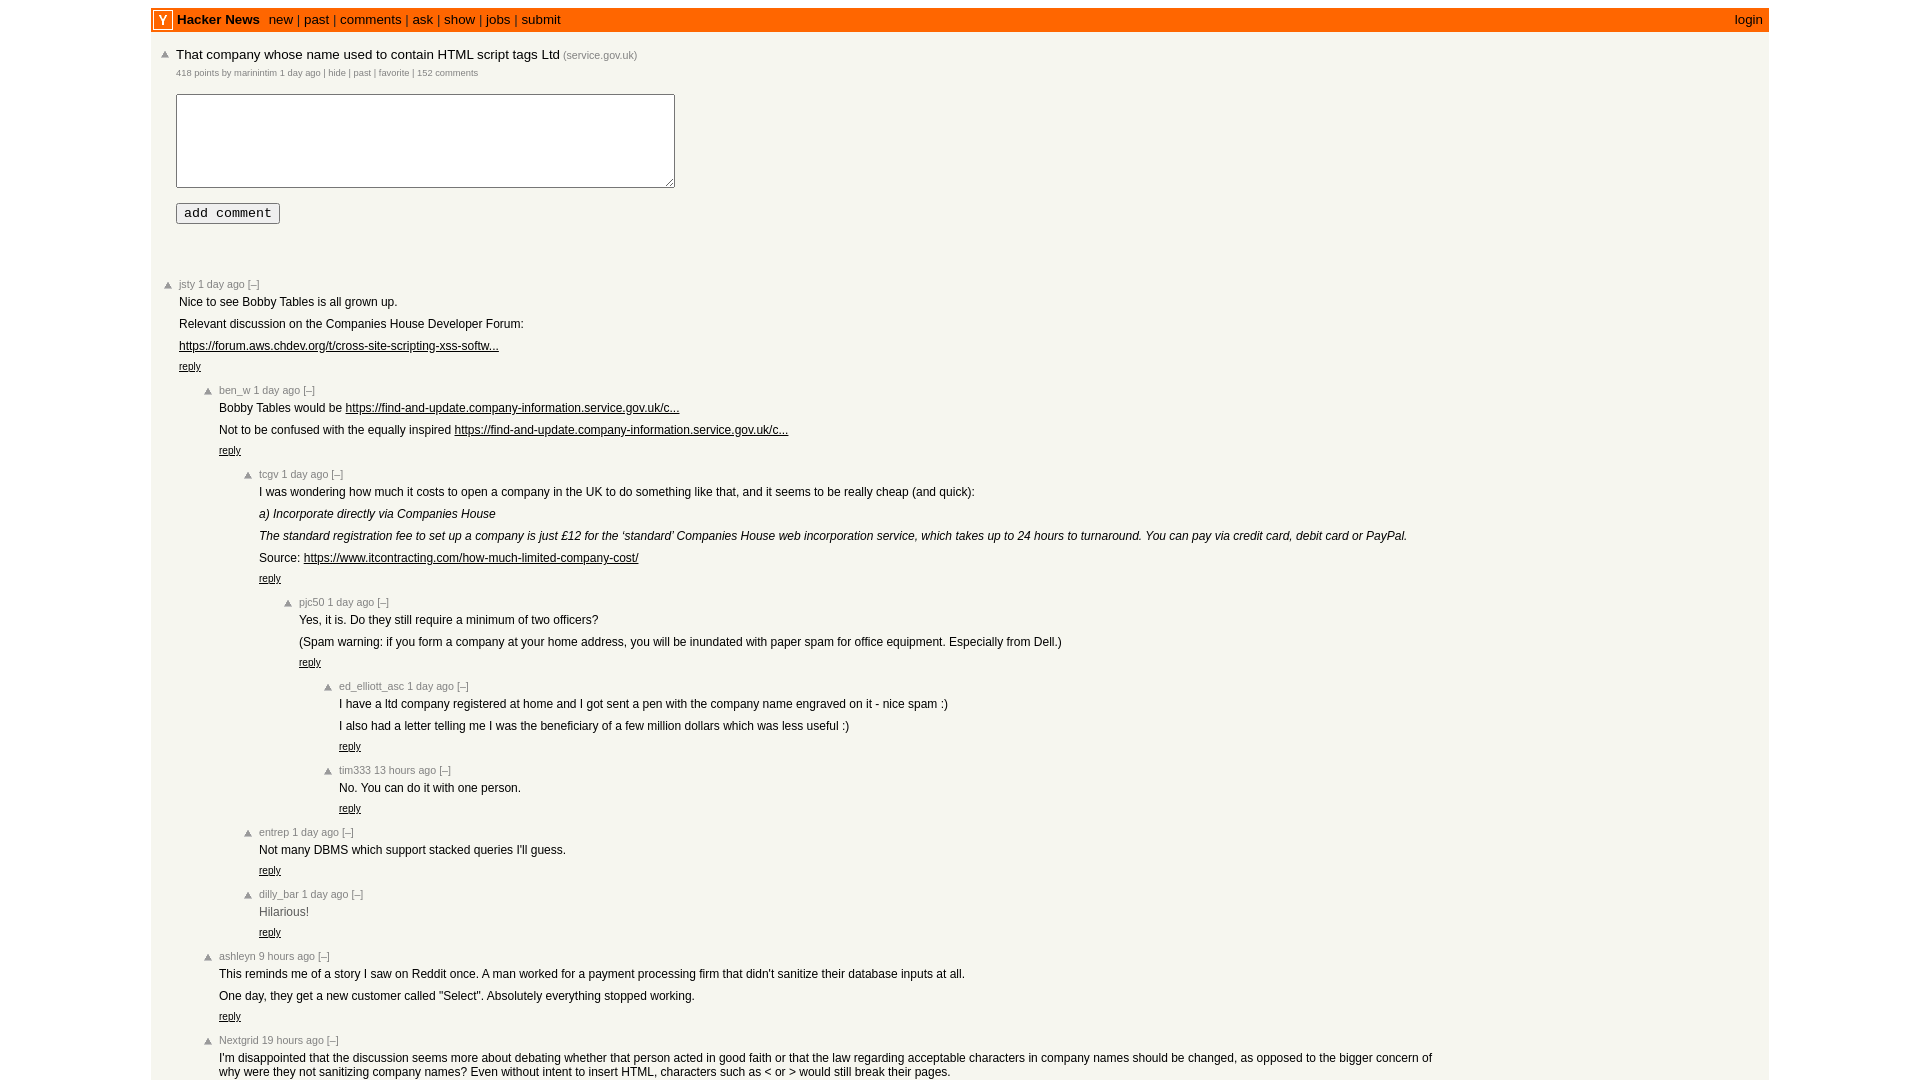 Y Hacker News new | past | comments | ask | show | jobs | submit login
That company whose name used to contain HTML script tags Ltd (service.gov.uk)
418 points by marinintim 1 day ago | hide | past | favorite | 152 comments
add comment
jsty 1 day ago [–]
Nice to see Bobby Tables is all grown up.
Relevant discussion on the Companies House Developer Forum:
https://forum.aws.chdev.org/t/cross-site-scripting-xss-softw...
reply
ben_w 1 day ago [–]
Bobby Tables would be https://find-and-update.company-information.service.gov.uk/c...
Not to be confused with the equally inspired https://find-and-update.company-information.service.gov.uk/c...
reply
tcgv 1 day ago [–]
I was wondering how much it costs to open a company in the UK to do something like that, and it seems to be really cheap (and quick):
a) Incorporate directly via Companies House
The standard registration fee to set up a company is just £12 for the ‘standard’ Companies House web incorporation service, which takes up to 24 hours to turnaround. You can pay via credit card, debit card or PayPal.
Source: https://www.itcontracting.com/how-much-limited-company-cost/
reply
pjc50 1 day ago [–]
Yes, it is. Do they still require a minimum of two officers?
(Spam warning: if you form a company at your home address, you will be inundated with paper spam for office equipment. Especially from Dell.)
reply
ed_elliott_asc 1 day ago [–]
I have a ltd company registered at home and I got sent a pen with the company name engraved on it - nice spam :)
I also had a letter telling me I was the beneficiary of a few million dollars which was less useful :)
reply
tim333 13 hours ago [–]
No. You can do it with one person.
reply
entrep 1 day ago [–]
Not many DBMS which support stacked queries I'll guess.
reply
dilly_bar 1 day ago [–]
Hilarious!
reply
ashleyn 9 hours ago [–]
This reminds me of a story I saw on Reddit once. A man worked for a payment processing firm that didn't sanitize their database inputs at all.
One day, they get a new customer called "Select". Absolutely everything stopped working.
reply
Nextgrid 19 hours ago [–]
I'm disappointed that the discussion seems more about debating whether that person acted in good faith or that the law regarding acceptable characters in company names should be changed, as opposed to the bigger concern of
why were they not sanitizing company names? Even without intent to insert HTML, characters such as < or > would still break their pages.